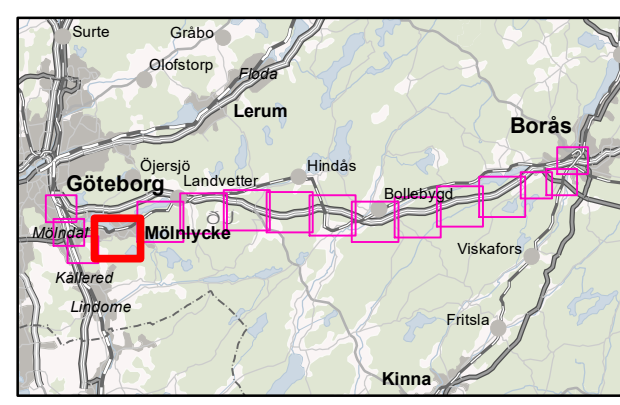 Surte
Gråbo
Olofstorp
Floda
Lerum
Borås
Öjersjö
Hindås
Landvetter
Göteborg
Bollebygd
Mölndal
Mölnlycke
Viskafors
Kållered
Lindome
Fritsla
Kinna